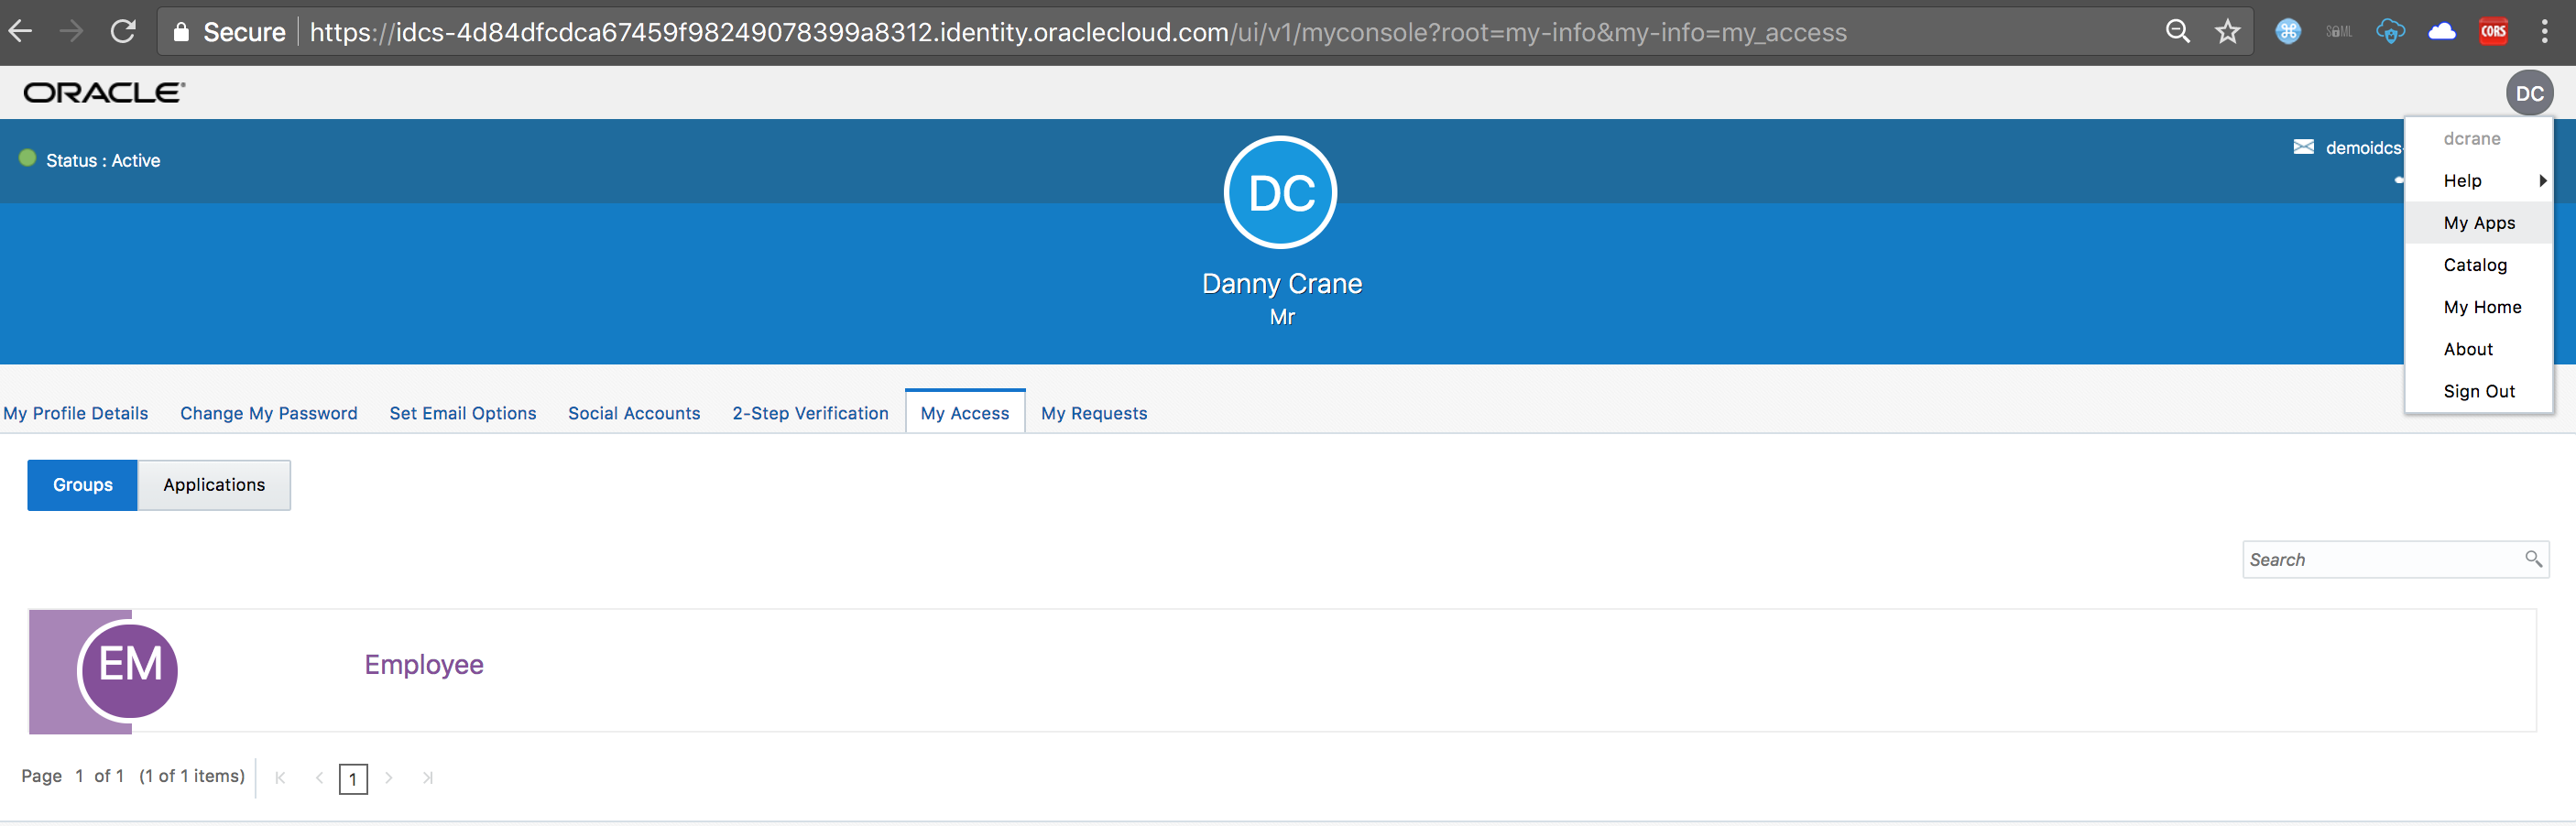 Secure https://idcs-4d84dfcdca67459f98249078399a8312.identity.oraclecloud.com/ui/v1/myconsole?root=my-info&my-info=my_access
SAML
CORS
ORACLE
DC
Status : Active
demoidcs-
DC
Danny Crane
Mr
dcrane
Help
My Apps
Catalog
My Home
About
Sign Out
My Profile Details Change My Password Set Email Options Social Accounts 2-Step Verification My Access My Requests
Groups Applications
Search
EM Employee
Page 1 of 1 (1 of 1 items) 1